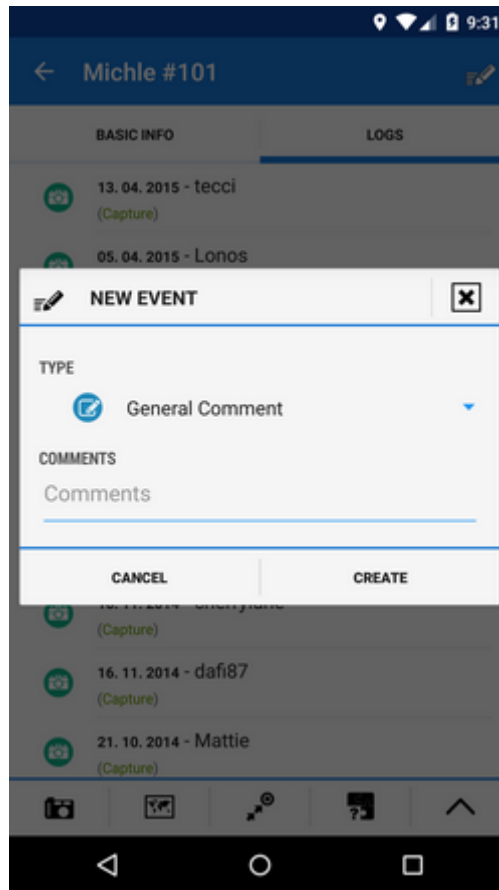 9:31
Michle #101
BASIC INFO LOGS
13. 04. 2015 - tecci
(Capture)
05. 04. 2015 - Lonos
NEW EVENT
TYPE
General Comment
COMMENTS
Comments
CANCEL CREATE
(Capture)
16. 11. 2014 - dafi87
(Capture)
21. 10. 2014 - Mattie
(Capture)